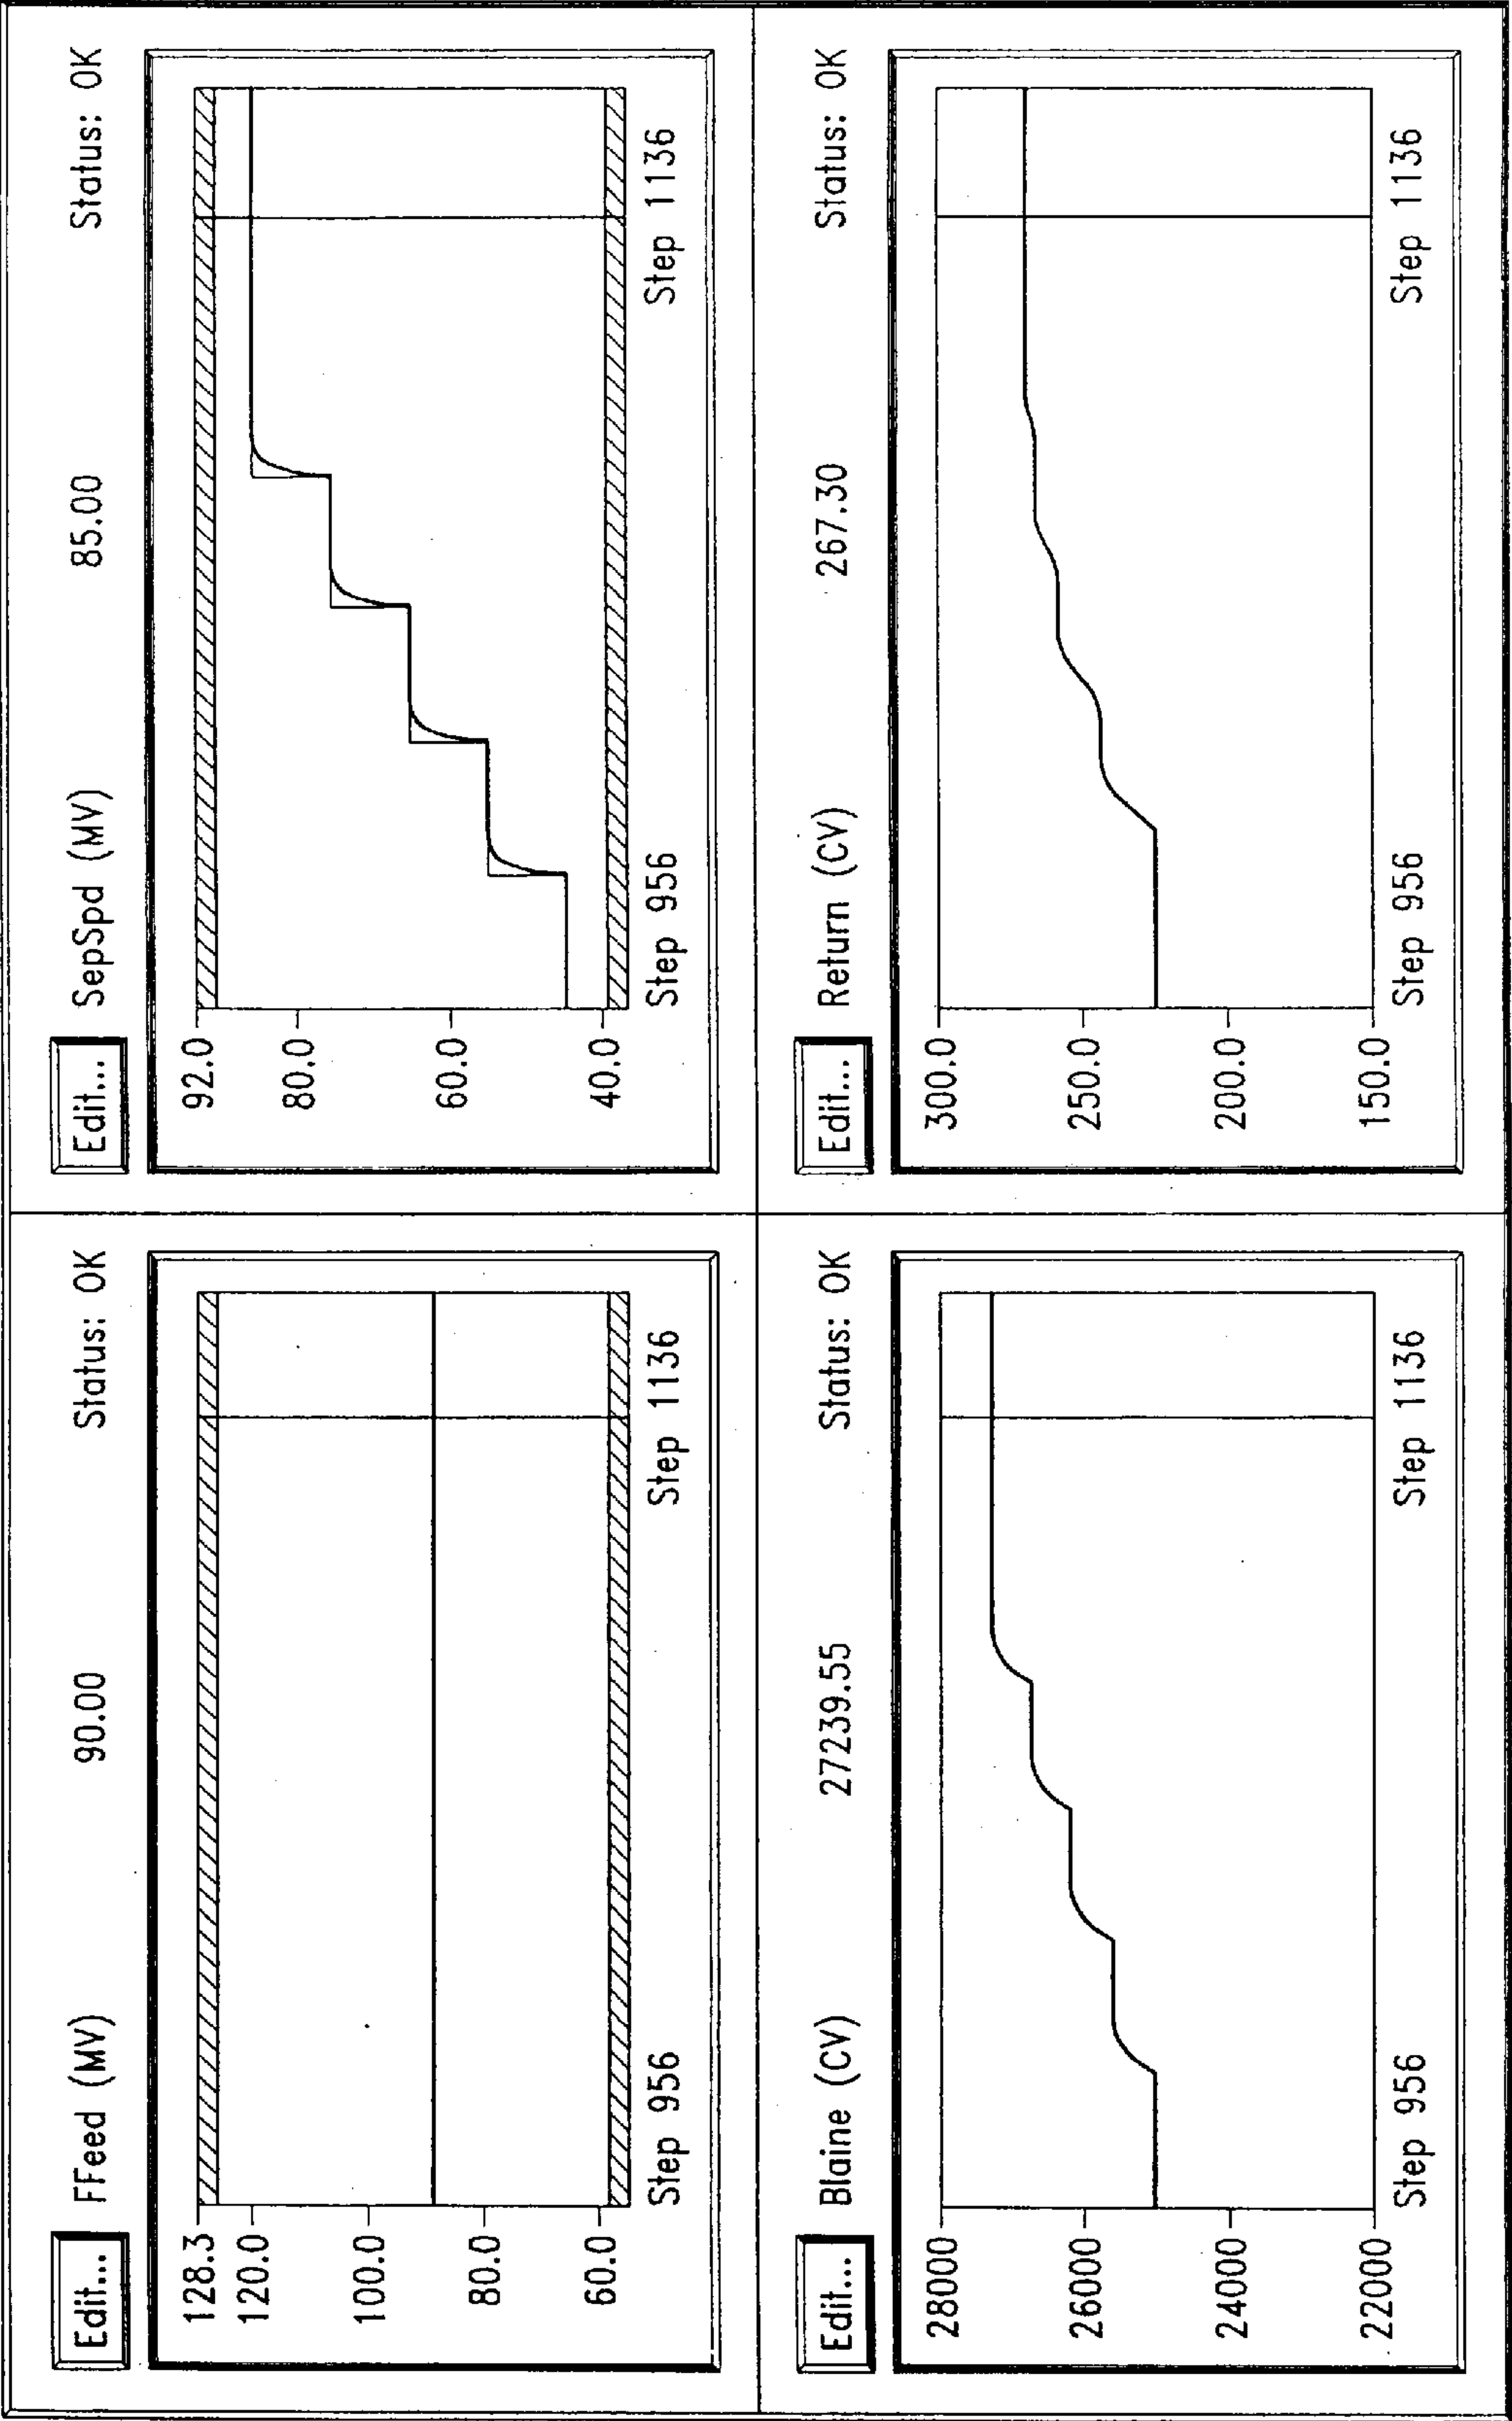 Edit... FFeed (MV) 90.00 Status: OK
128.3
120.0
100.0
80.0
60.0
Step 956 Step 1136
Edit... SepSpd (MV) 85.00 Status: OK
92.0
80.0
60.0
40.0
Step 956 Step 1136
Edit... Blaine (CV) 27239.55 Status: OK
28000
26000
24000
22000
Step 956 Step 1136
Edit... Return (CV) 267.30 Status: OK
300.0
250.0
200.0
150.0
Step 956 Step 1136